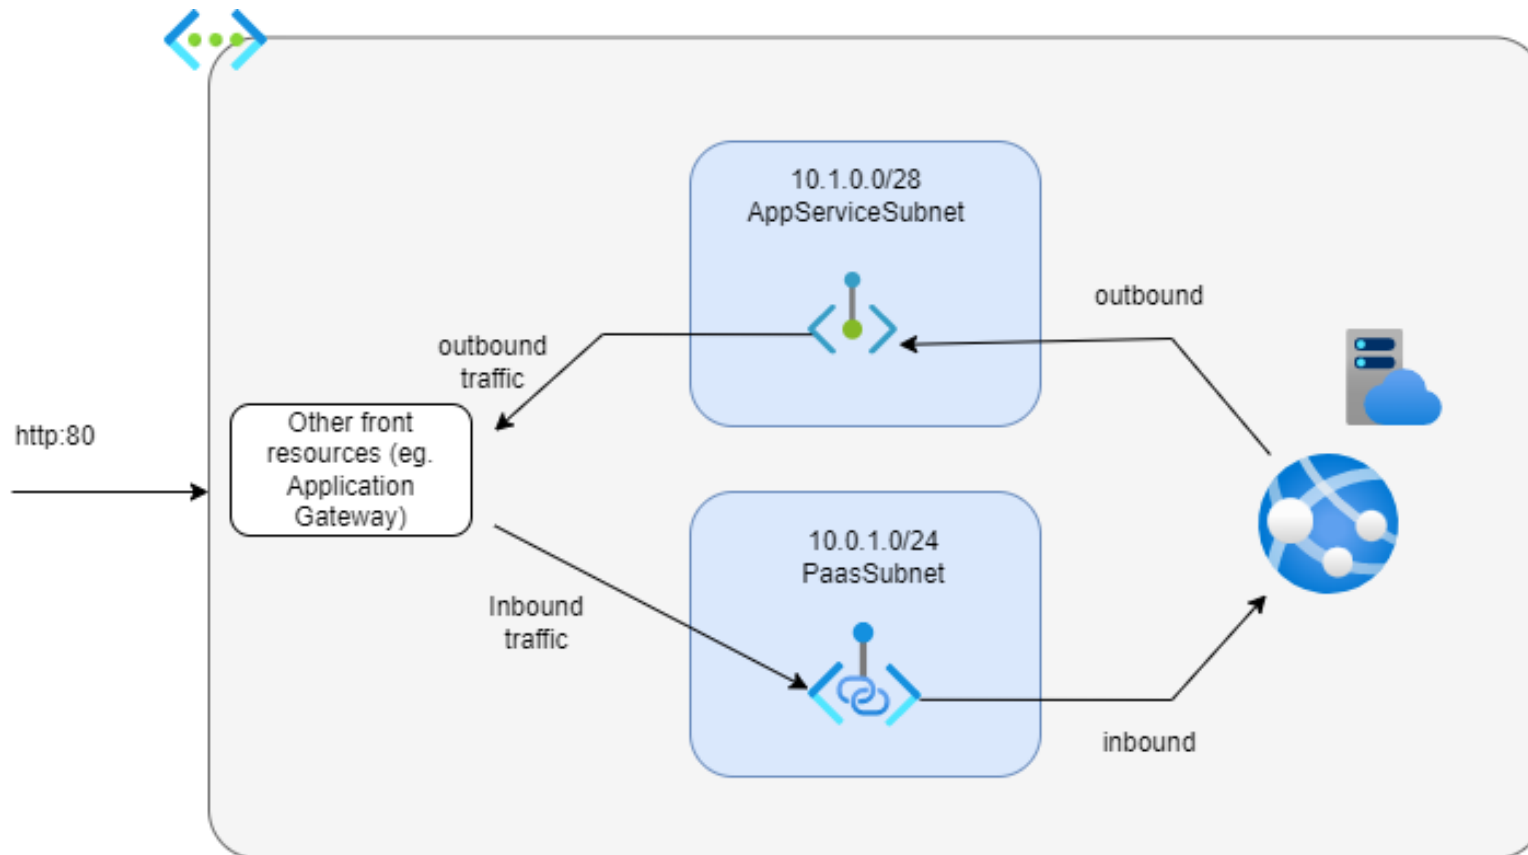 10.1.0.0/28
AppServiceSubnet
outbound
outbound
traffic
http:80
Other front
resources (eg.
Application
Gateway)
10.0.1.0/24
PaasSubnet
Inbound
traffic
inbound